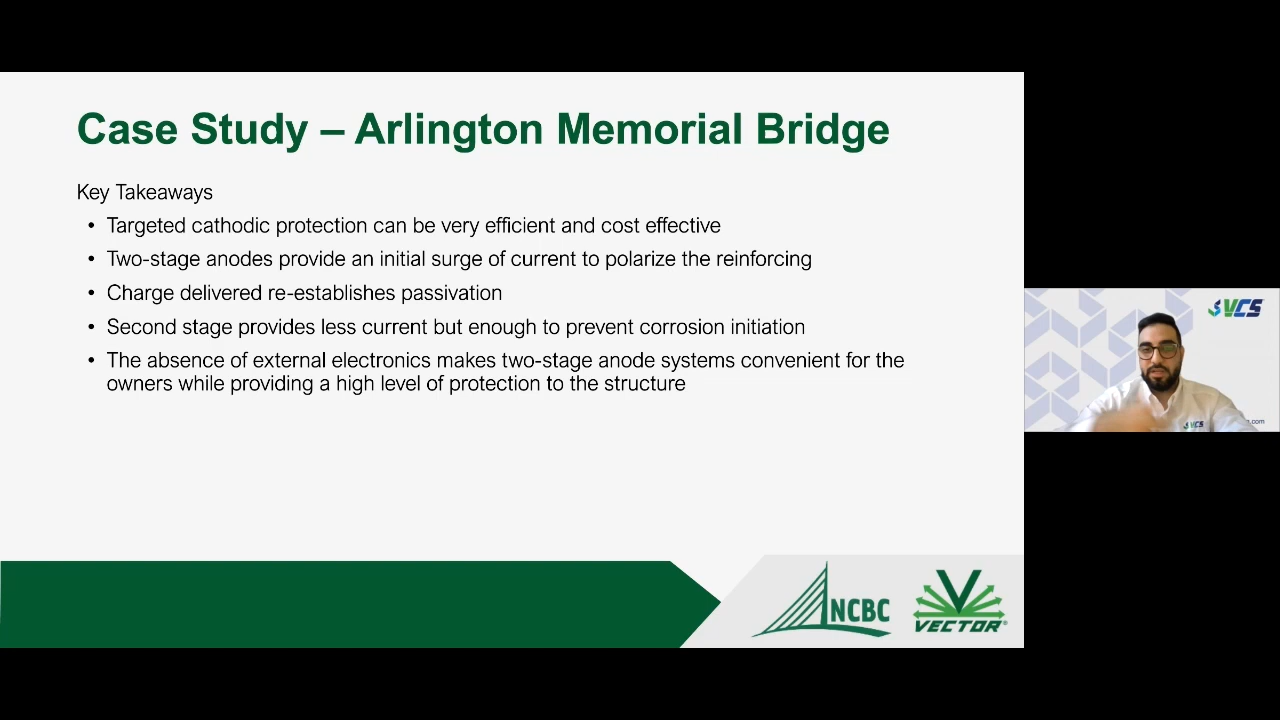 Case Study – Arlington Memorial Bridge
Key Takeaways
• Targeted cathodic protection can be very efficient and cost effective
• Two-stage anodes provide an initial surge of current to polarize the reinforcing
• Charge delivered re-establishes passivation
• Second stage provides less current but enough to prevent corrosion initiation
• The absence of external electronics makes two-stage anode systems convenient for the
owners while providing a high level of protection to the structure
VCS
VCS
.com
NCBC
VECTOR®